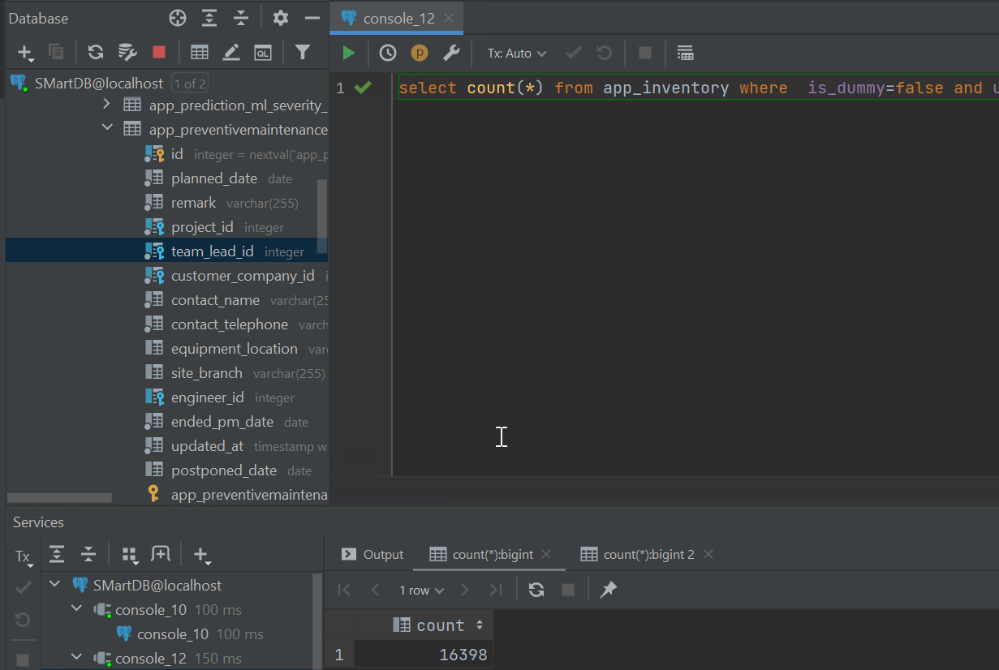 Database
SMartDB@localhost 1 of 2
app_prediction_ml_severity_
app_preventivemaintenance
id integer = nextval('app_p
planned_date date
remark varchar(255)
project_id integer
team_lead_id integer
customer_company_id i
contact_name varchar(25
contact_telephone varch
equipment_location varc
site_branch varchar(255)
engineer_id integer
ended_pm_date date
updated_at timestamp w
postponed_date date
app_preventivemaintena
console_12
QL
p Tx: Auto
1 select count(*) from app_inventory where is_dummy=false and u
Services
Tx
SMartDB@localhost
console_10 100 ms
console_10 100 ms
console_12 150 ms
Output count(*):bigint count(*):bigint 2
1 row
count
1 16398